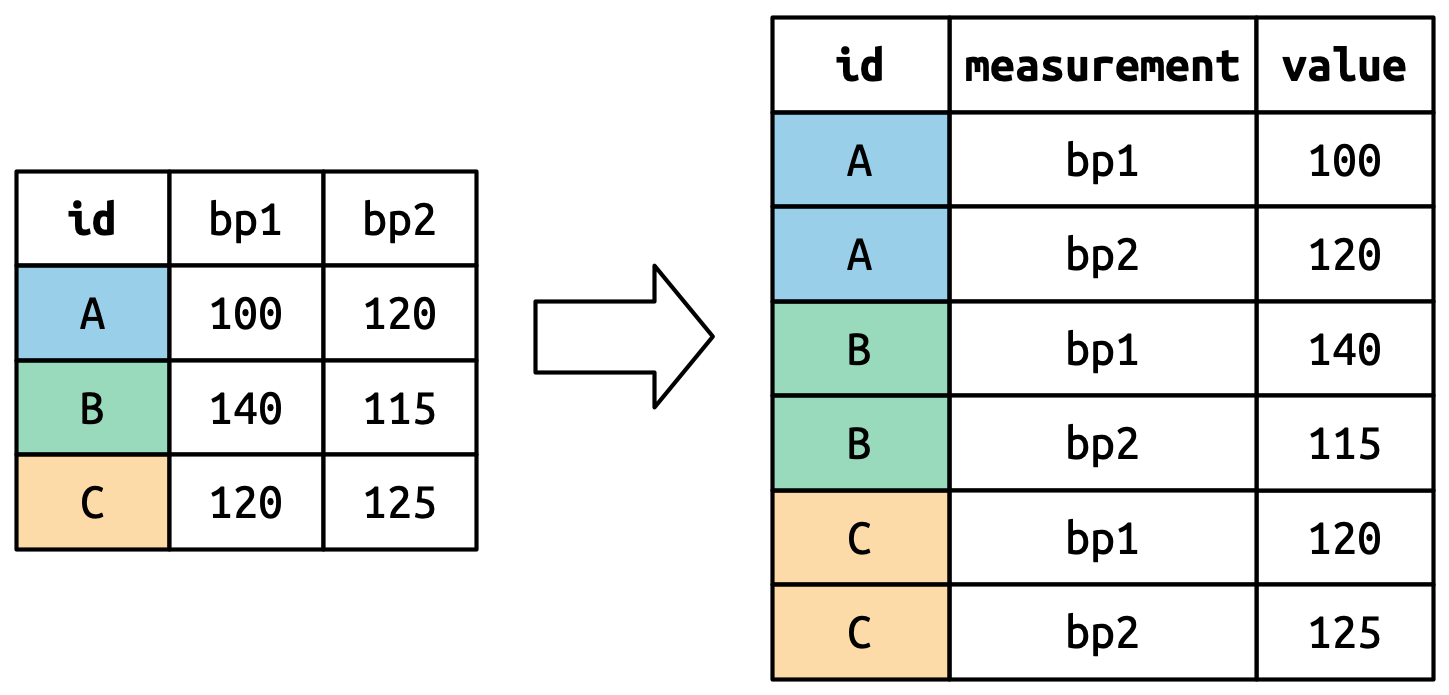 id bp1 bp2
A 100 120
B 140 115
C 120 125
id measurement value
A bp1 100
A bp2 120
B bp1 140
B bp2 115
C bp1 120
C bp2 125